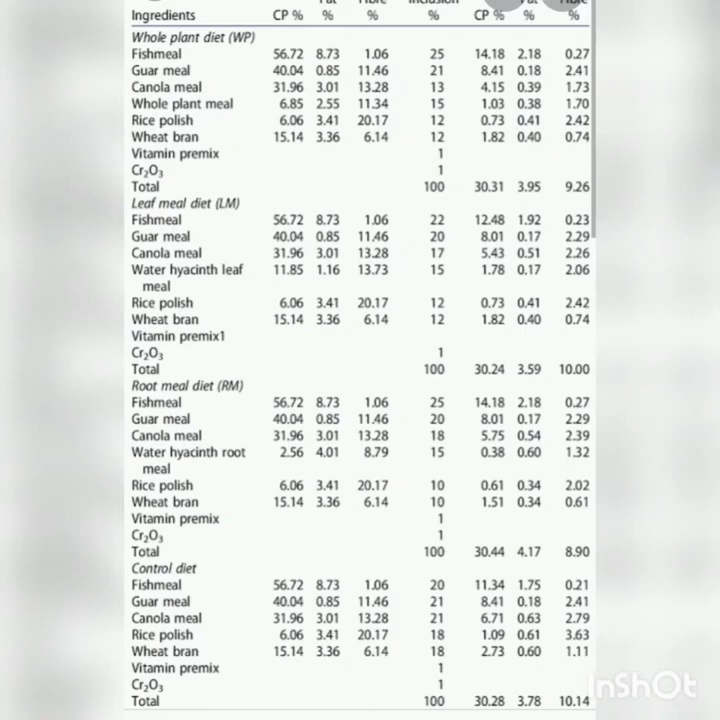 Inclusion
Ingredients CP % % % % CP % % %
Whole plant diet (WP)
Fishmeal 56.72 8.73 1.06 25 14.18 2.18 0.27
Guar meal 40.04 0.85 11.46 21 8.41 0.18 2.41
Canola meal 31.96 3.01 13.28 13 4.15 0.39 1.73
Whole plant meal 6.85 2.55 11.34 15 1.03 0.38 1.70
Rice polish 6.06 3.41 20.17 12 0.73 0.41 2.42
Wheat bran 15.14 3.36 6.14 12 1.82 0.40 0.74
Vitamin premix 1
Cr₂O₃ 1
Total 100 30.31 3.95 9.26
Leaf meal diet (LM)
Fishmeal 56.72 8.73 1.06 22 12.48 1.92 0.23
Guar meal 40.04 0.85 11.46 20 8.01 0.17 2.29
Canola meal 31.96 3.01 13.28 17 5.43 0.51 2.26
Water hyacinth leaf 11.85 1.16 13.73 15 1.78 0.17 2.06
meal
Rice polish 6.06 3.41 20.17 12 0.73 0.41 2.42
Wheat bran 15.14 3.36 6.14 12 1.82 0.40 0.74
Vitamin premix1
Cr₂O₃ 1
Total 100 30.24 3.59 10.00
Root meal diet (RM)
Fishmeal 56.72 8.73 1.06 25 14.18 2.18 0.27
Guar meal 40.04 0.85 11.46 20 8.01 0.17 2.29
Canola meal 31.96 3.01 13.28 18 5.75 0.54 2.39
Water hyacinth root 2.56 4.01 8.79 15 0.38 0.60 1.32
meal
Rice polish 6.06 3.41 20.17 10 0.61 0.34 2.02
Wheat bran 15.14 3.36 6.14 10 1.51 0.34 0.61
Vitamin premix 1
Cr₂O₃ 1
Total 100 30.44 4.17 8.90
Control diet
Fishmeal 56.72 8.73 1.06 20 11.34 1.75 0.21
Guar meal 40.04 0.85 11.46 21 8.41 0.18 2.41
Canola meal 31.96 3.01 13.28 21 6.71 0.63 2.79
Rice polish 6.06 3.41 20.17 18 1.09 0.61 3.63
Wheat bran 15.14 3.36 6.14 18 2.73 0.60 1.11
Vitamin premix 1
Cr₂O₃ 1
Total 100 30.28 3.78 10.14
InShOt